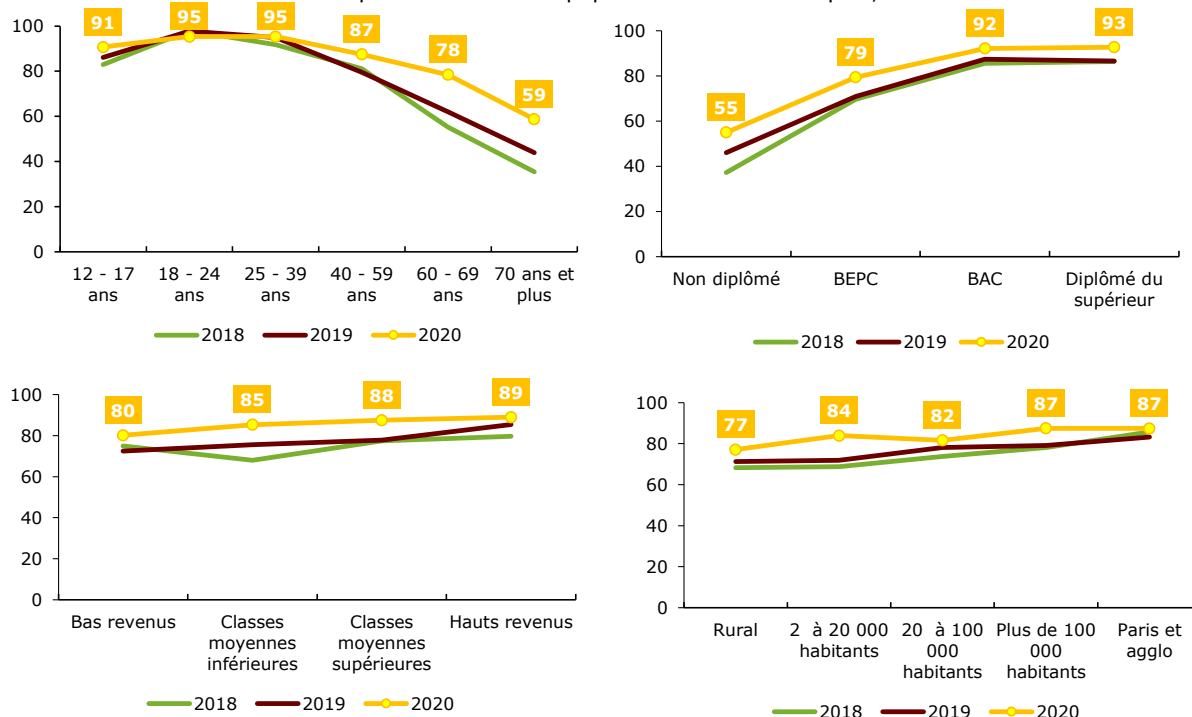 91 95 95 87 78 59
100
80
60
40
20
0
12 - 17 ans
18 - 24 ans
25 - 39 ans
40 - 59 ans
60 - 69 ans
70 ans et plus
2018 2019 2020
55 79 92 93
100
80
60
40
20
0
Non diplômé
BEPC
BAC
Diplômé du supérieur
2018 2019 2020
80 85 88 89
100
80
60
40
20
0
Bas revenus
Classes moyennes inférieures
Classes moyennes supérieures
Hauts revenus
2018 2019 2020
77 84 82 87 87
100
80
60
40
20
0
Rural
2 à 20 000 habitants
20 à 100 000 habitants
Plus de 100 000 habitants
Paris et agglo
2018 2019 2020